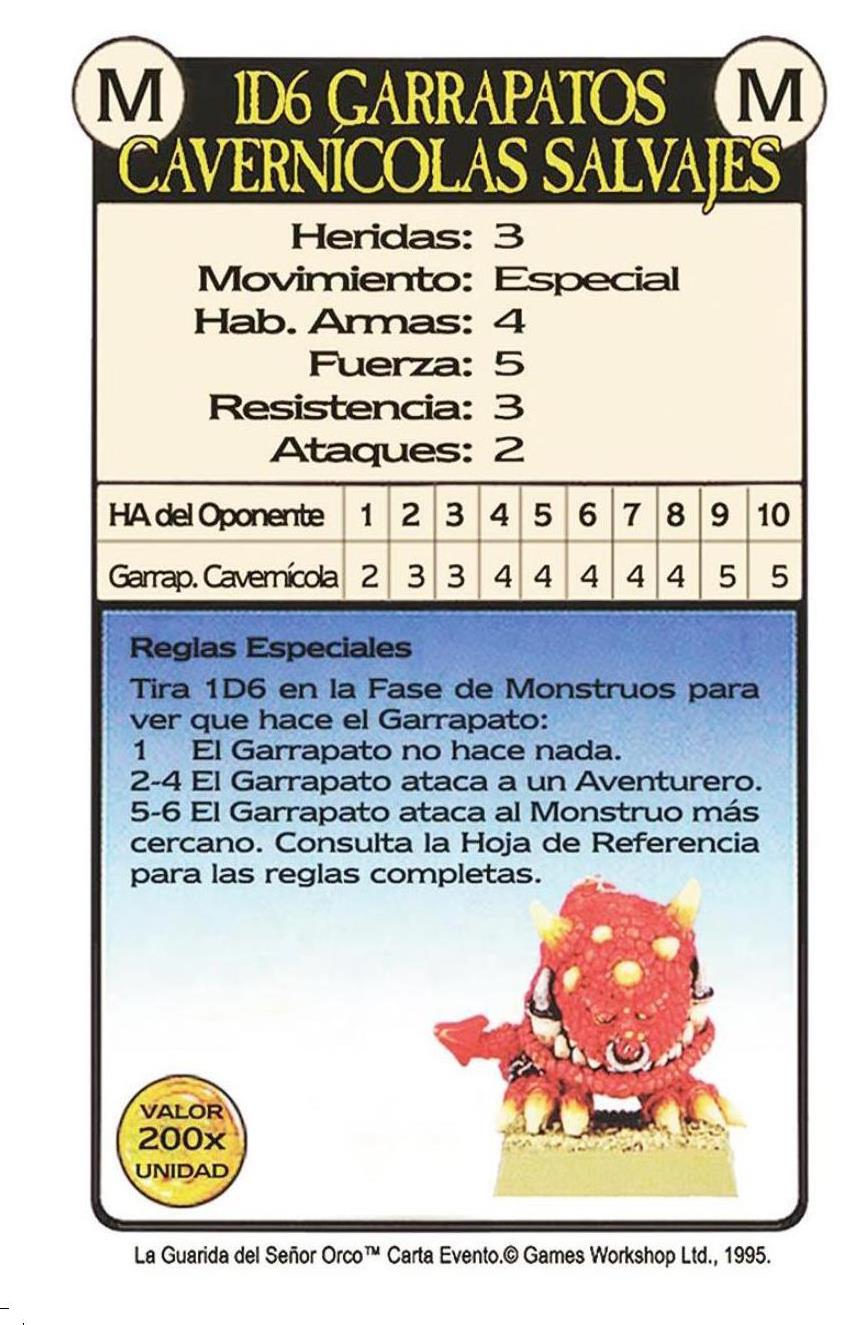 M 1D6 GARRAPATOS M
CAVERNÍCOLAS SALVAJES
Heridas: 3
Movimiento: Especial
Hab. Armas: 4
Fuerza: 5
Resistencia: 3
Ataques: 2
HA del Oponente 1 2 3 4 5 6 7 8 9 10
Garrap. Cavernícola 2 3 3 4 4 4 4 4 5 5
Reglas Especiales
Tira 1D6 en la Fase de Monstruos para
ver que hace el Garrapato:
1 El Garrapato no hace nada.
2-4 El Garrapato ataca a un Aventurero.
5-6 El Garrapato ataca al Monstruo más
cercano. Consulta la Hoja de Referencia
para las reglas completas.
VALOR
200x
UNIDAD
La Guarida del Señor Orco™ Carta Evento.© Games Workshop Ltd., 1995.